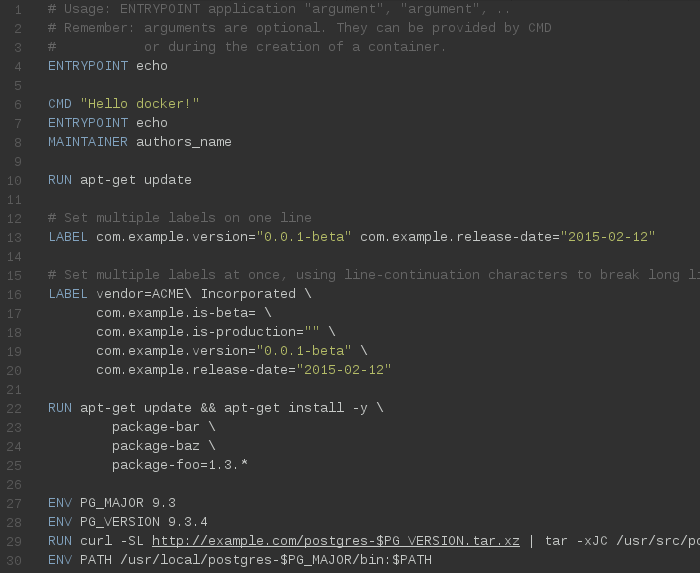 1 # Usage: ENTRYPOINT application "argument", "argument", ..
2 # Remember: arguments are optional. They can be provided by CMD
3 #           or during the creation of a container.
4 ENTRYPOINT echo
5
6 CMD "Hello docker!"
7 ENTRYPOINT echo
8 MAINTAINER authors_name
9
10 RUN apt-get update
11
12 # Set multiple labels on one line
13 LABEL com.example.version="0.0.1-beta" com.example.release-date="2015-02-12"
14
15 # Set multiple labels at once, using line-continuation characters to break long
16 LABEL vendor=ACME\ Incorporated \
17       com.example.is-beta= \
18       com.example.is-production="" \
19       com.example.version="0.0.1-beta" \
20       com.example.release-date="2015-02-12"
21
22 RUN apt-get update && apt-get install -y \
23         package-bar \
24         package-baz \
25         package-foo=1.3.*
26
27 ENV PG_MAJOR 9.3
28 ENV PG_VERSION 9.3.4
29 RUN curl -SL http://example.com/postgres-$PG_VERSION.tar.xz | tar -xJC /usr/src/po
30 ENV PATH /usr/local/postgres-$PG_MAJOR/bin:$PATH